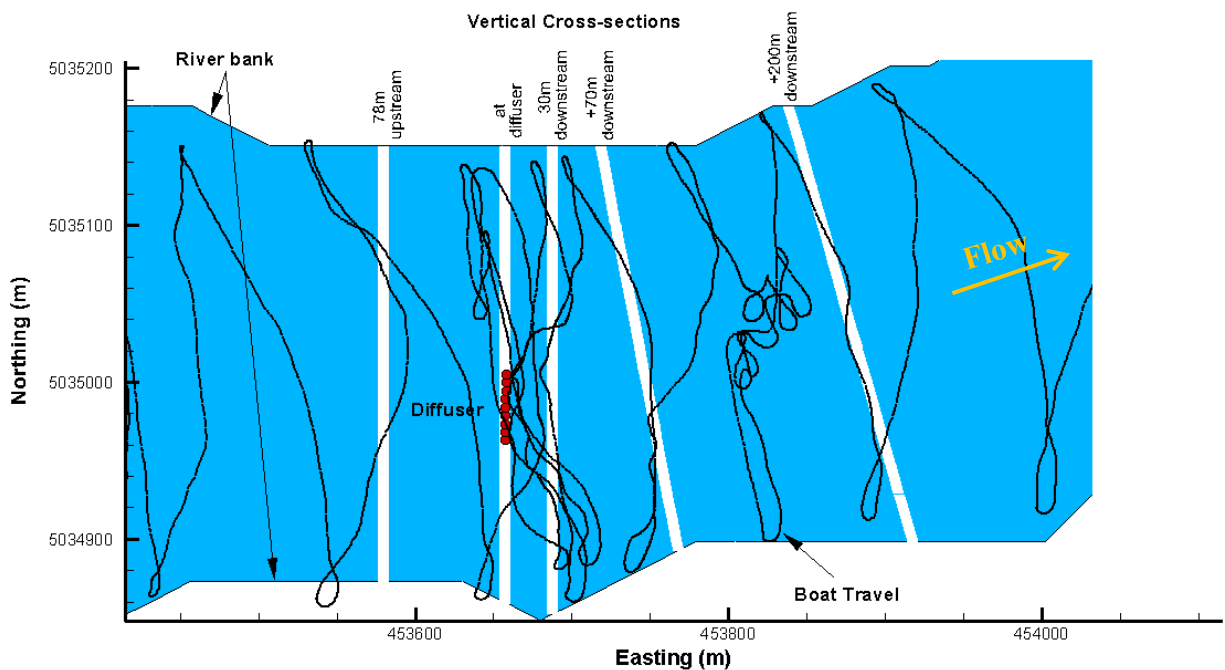 Vertical Cross-sections
River bank
78m
upstream
at
diffuser
30m
downstream
+70m
downstream
+200m
downstream
5035200
5035100
5035000
5034900
Northing (m)
Flow
Diffuser
Boat Travel
453600
453800
454000
Easting (m)